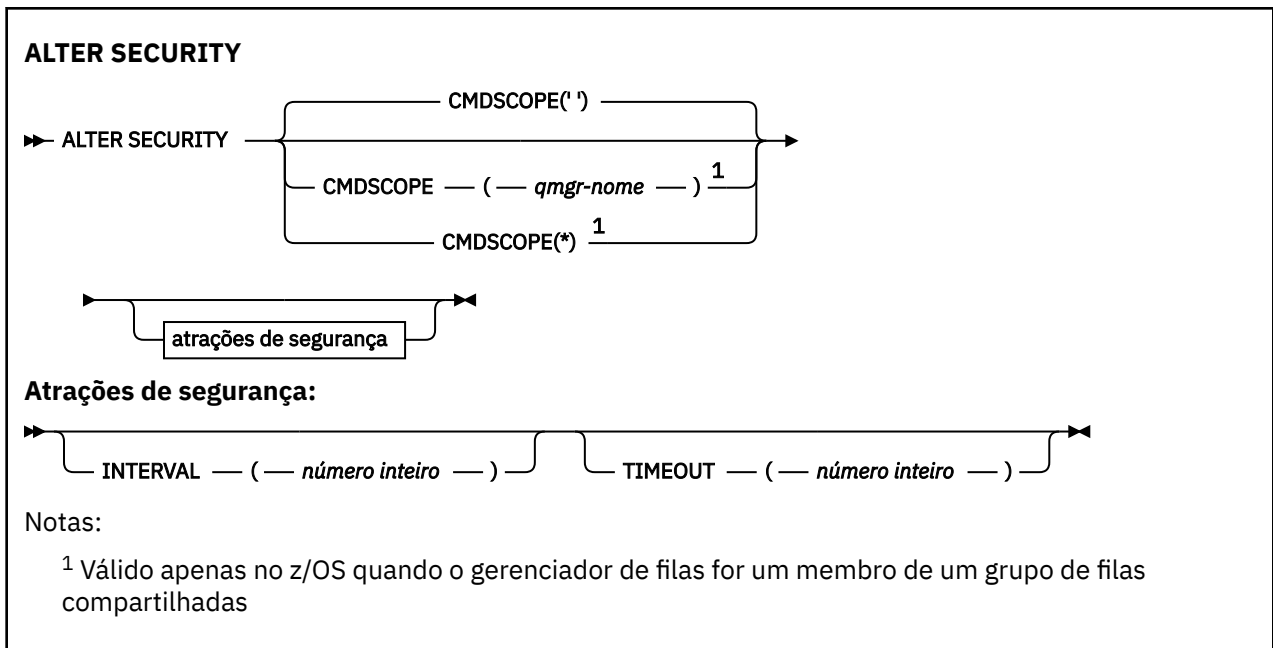 ALTER SECURITY
CMDSCOPE(' ')
ALTER SECURITY
CMDSCOPE ( qmgr-nome ) 1
CMDSCOPE(*) 1
atrações de segurança
Atrações de segurança:
INTERVAL ( número inteiro ) TIMEOUT ( número inteiro )
Notas:
1 Válido apenas no z/OS quando o gerenciador de filas for um membro de um grupo de filas
compartilhadas